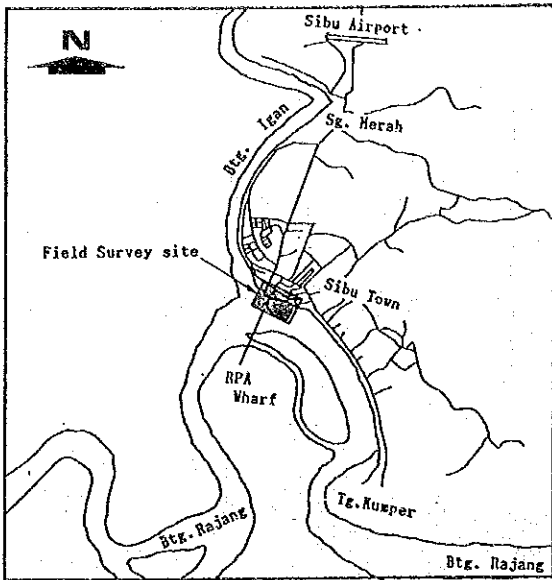 N
Sibu Airport
Btg. Igan
Sg. Merah
Field Survey site
Sibu Town
RPA
Wharf
Tg.Kumper
Btg. Rajang
Btg. Rajang